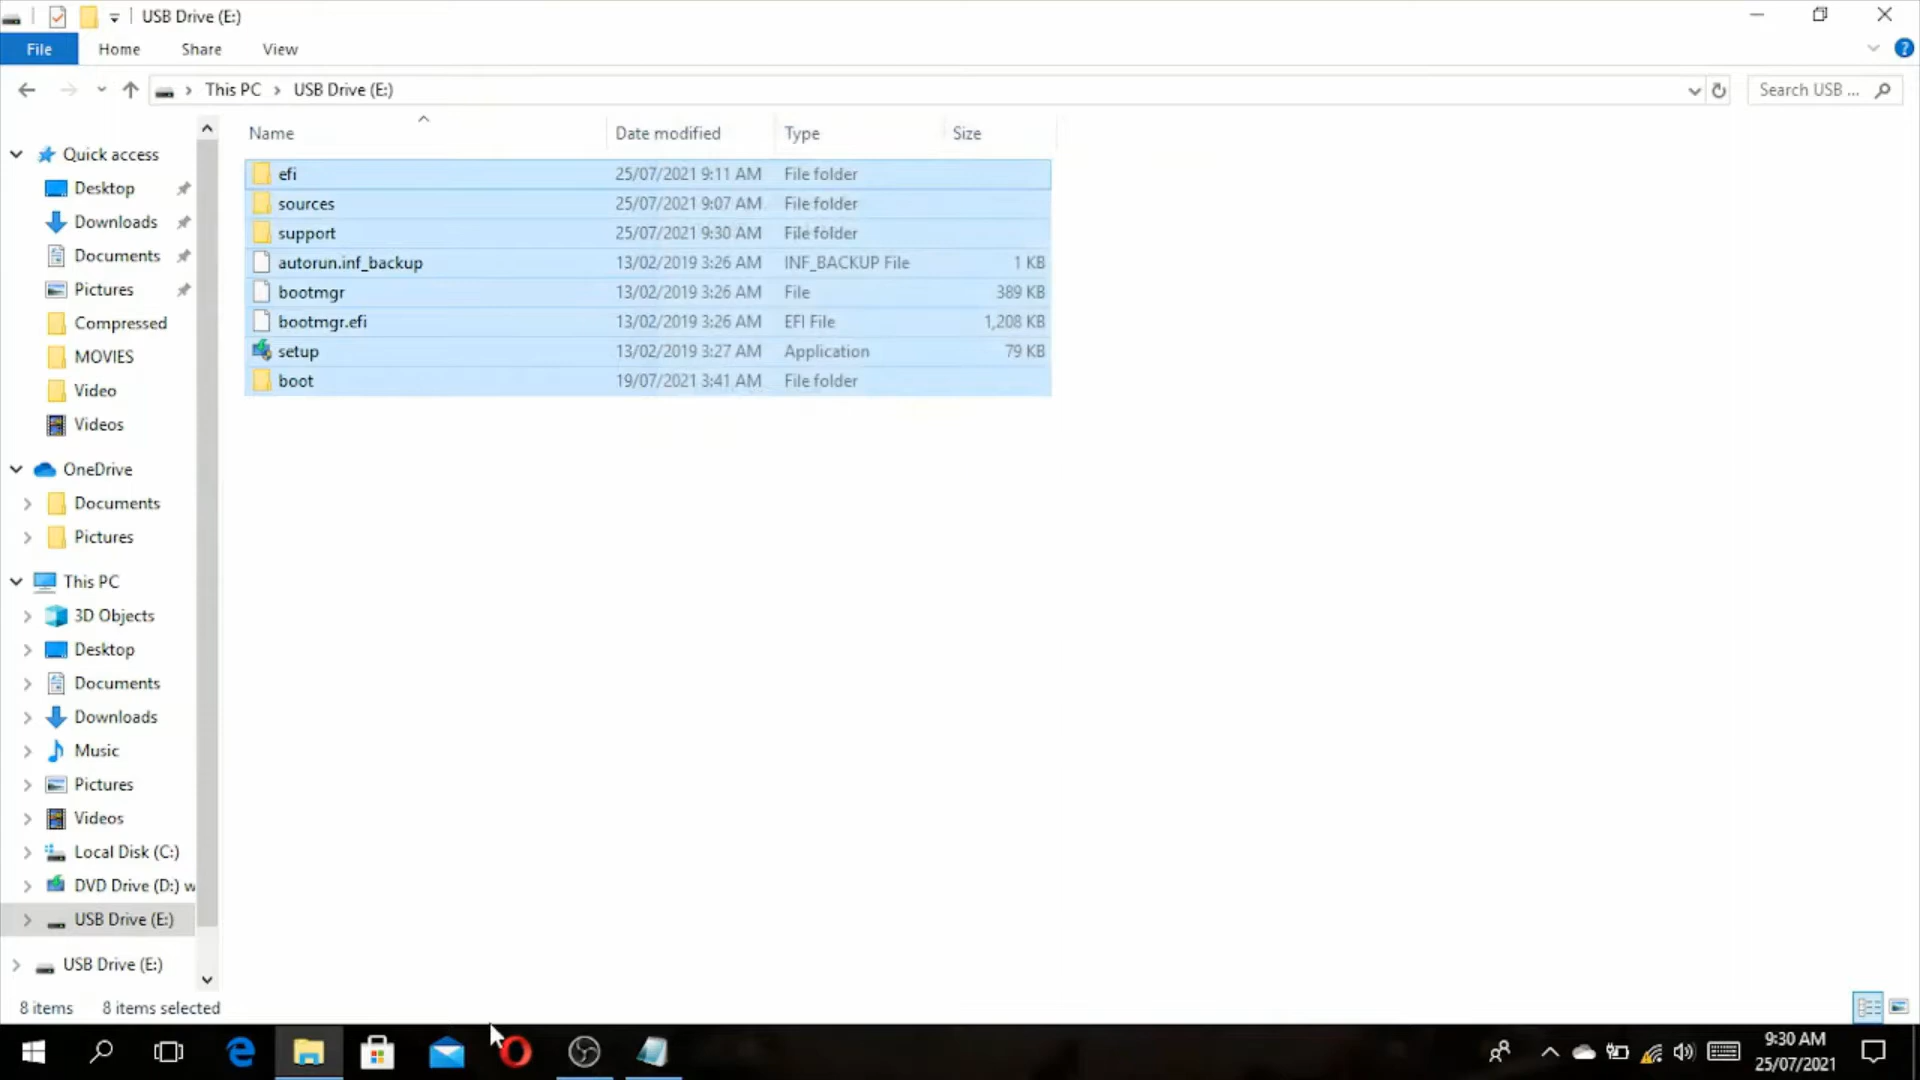 USB Drive (E:)
File Home Share View
This PC USB Drive (E:)
Search USB ...
Name Date modified Type Size
efi 25/07/2021 9:11 AM File folder
sources 25/07/2021 9:07 AM File folder
support 25/07/2021 9:30 AM File folder
autorun.inf_backup 13/02/2019 3:26 AM INF_BACKUP File 1 KB
bootmgr 13/02/2019 3:26 AM File 389 KB
bootmgr.efi 13/02/2019 3:26 AM EFI File 1,208 KB
setup 13/02/2019 3:27 AM Application 79 KB
boot 19/07/2021 3:41 AM File folder
Quick access
Desktop
Downloads
Documents
Pictures
Compressed
MOVIES
Video
Videos
OneDrive
Documents
Pictures
This PC
3D Objects
Desktop
Documents
Downloads
Music
Pictures
Videos
Local Disk (C:)
DVD Drive (D:) w
USB Drive (E:)
USB Drive (E:)
8 items 8 items selected
9:30 AM
25/07/2021